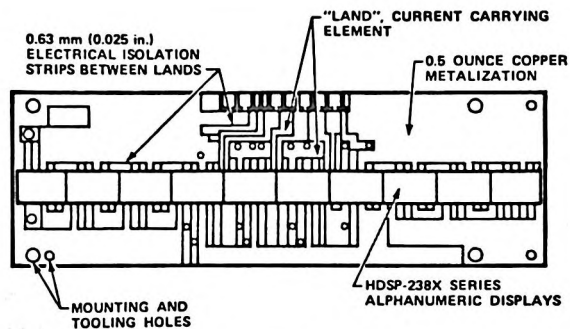 "LAND", CURRENT CARRYING
ELEMENT
0.63 mm (0.025 in.)
ELECTRICAL ISOLATION
STRIPS BETWEEN LANDS
0.5 OUNCE COPPER
METALIZATION
HDSP-238X SERIES
ALPHANUMERIC DISPLAYS
MOUNTING AND
TOOLING HOLES